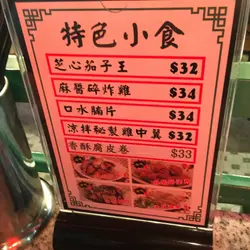 特色小食
芝心茄子王 $32
麻醬碎炸雞 $34
口水腩片 $34
涼拌秘製雞中翼 $32
香酥腐皮卷 $33